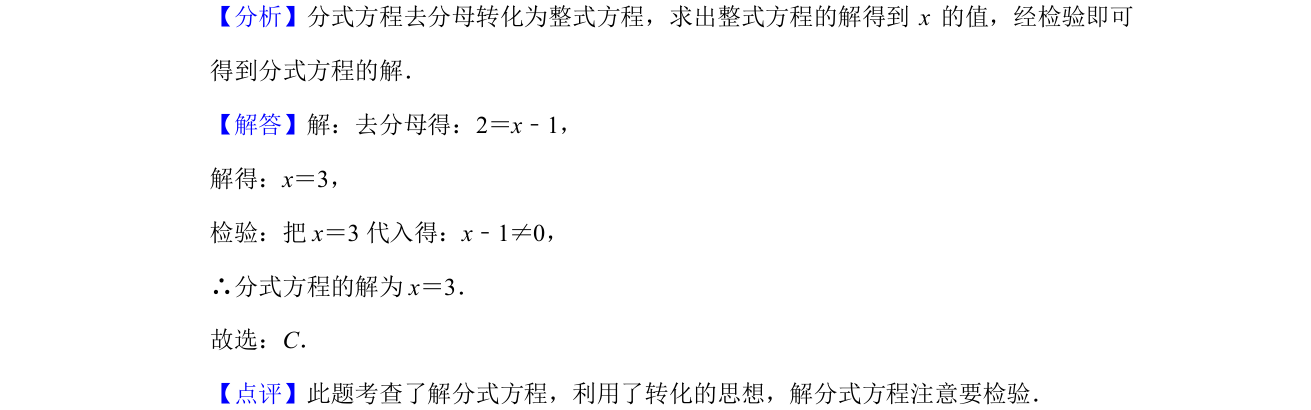 【分析】分式方程去分母转化为整式方程，求出整式方程的解得到 x 的值，经检验即可
得到分式方程的解．
【解答】解：去分母得：2＝x﹣1，
解得：x＝3，
检验：把 x＝3 代入得：x﹣1≠0，
∴分式方程的解为 x＝3．
故选：C．
【点评】此题考查了解分式方程，利用了转化的思想，解分式方程注意要检验．